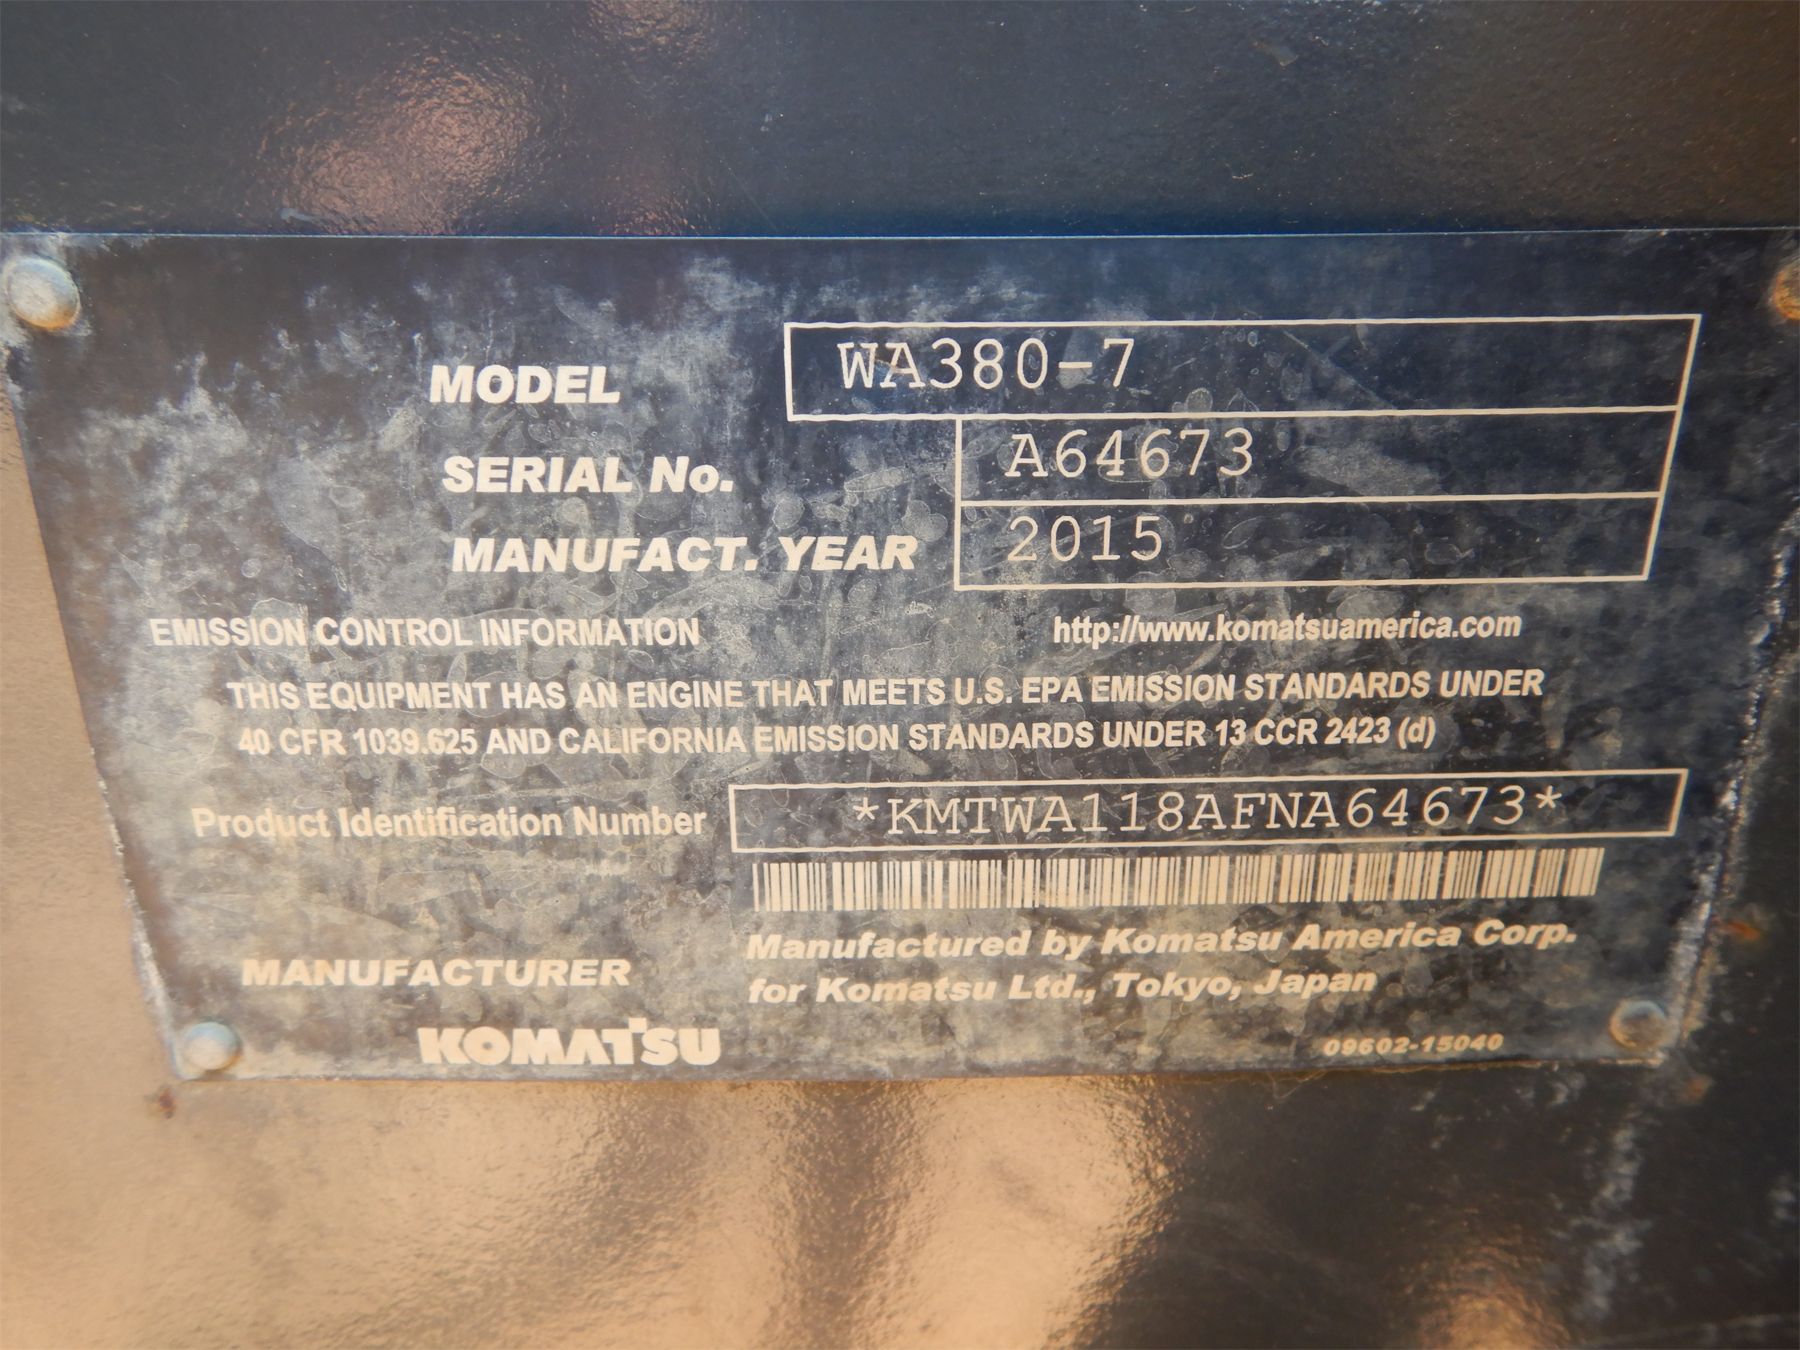 MODEL WA380-7
SERIAL No. A64673
MANUFACT. YEAR 2015
EMISSION CONTROL INFORMATION http://www.komatsuamerica.com
THIS EQUIPMENT HAS AN ENGINE THAT MEETS U.S. EPA EMISSION STANDARDS UNDER
40 CFR 1039.625 AND CALIFORNIA EMISSION STANDARDS UNDER 13 CCR 2423 (d)
Product Identification Number *KMTWA118AFNA64673*
Manufactured by Komatsu America Corp.
MANUFACTURER for Komatsu Ltd., Tokyo, Japan
KOMATSU 09602-15040